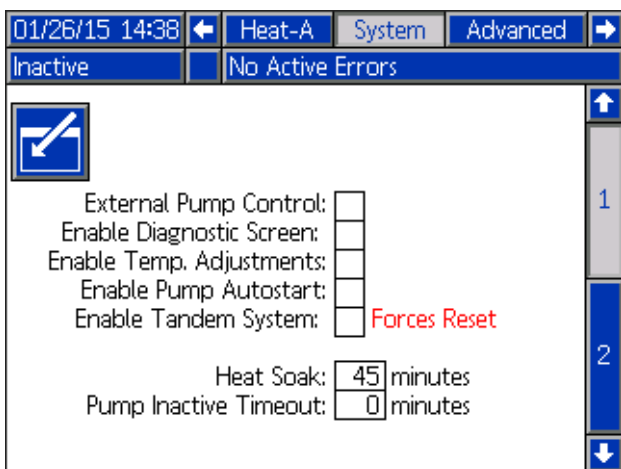 01/26/15 14:38 Heat-A System Advanced
Inactive No Active Errors
1
External Pump Control:
Enable Diagnostic Screen:
Enable Temp. Adjustments:
Enable Pump Autostart:
Enable Tandem System: Forces Reset
2
Heat Soak: 45 minutes
Pump Inactive Timeout: 0 minutes